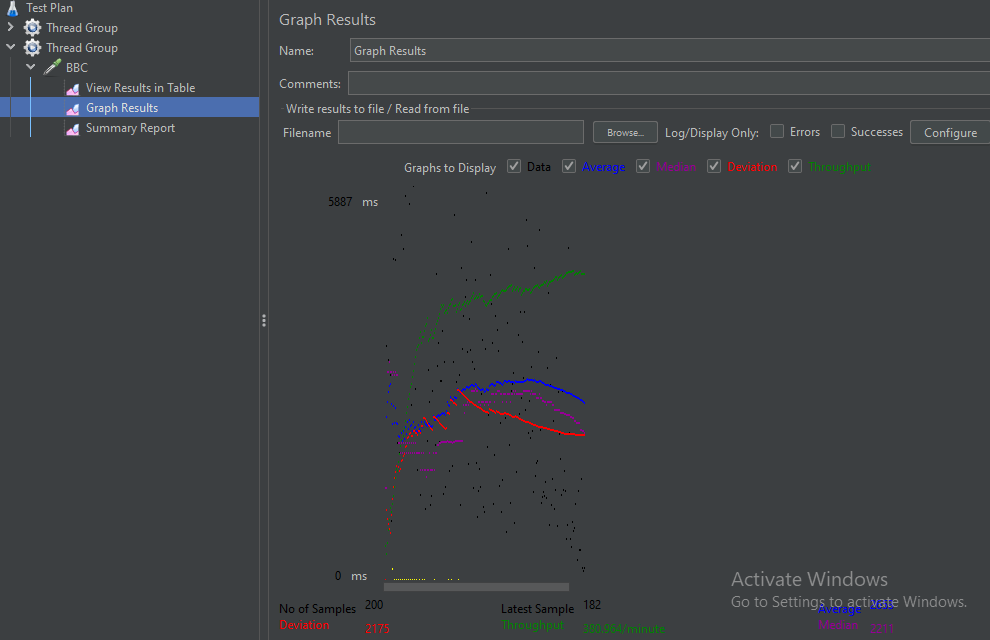 Test Plan
Thread Group
Thread Group
BBC
View Results in Table
Graph Results
Summary Report
Graph Results
Name: Graph Results
Comments:
Write results to file / Read from file
Filename Browse... Log/Display Only: Errors Successes Configure
Graphs to Display Data Average Median Deviation Throughput
5887 ms
0 ms
No of Samples 200 Latest Sample 182 Average
Deviation 2175 Throughput 380.964/minute Median 2211
Activate Windows
Go to Settings to activate Windows.